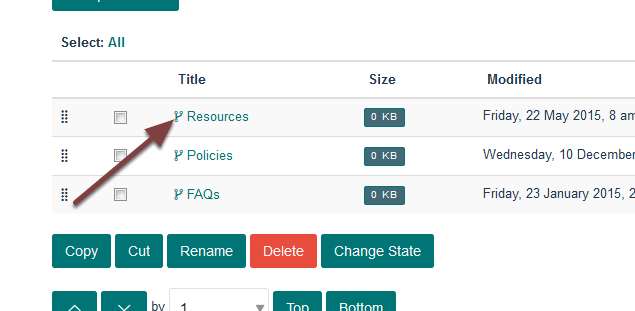 Select: All
Title Size Modified
Resources 0 KB Friday, 22 May 2015, 8 am
Policies 0 KB Wednesday, 10 December
FAQs 0 KB Friday, 23 January 2015, 2
Copy Cut Rename Delete Change State
by 1 Top Bottom